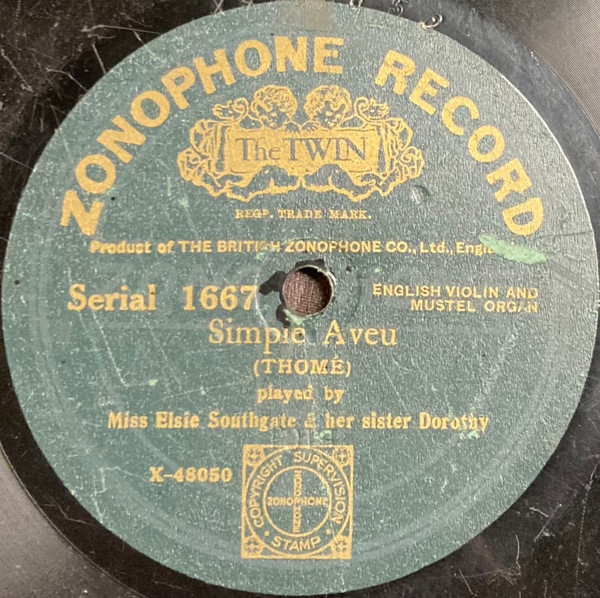 ZONOPHONE RECORD
The TWIN
REGD. TRADE MARK.
Product of THE BRITISH ZONOPHONE CO., Ltd.,
Serial 1667
ENGLISH VIOLIN AND
MUSTEL ORGAN
Simple Aveu
(THOMÉ)
played by
Miss Elsie Southgate & her sister Dorothy
X-48050
COPYRIGHT SUPERVISION
ZONOPHONE
STAMP